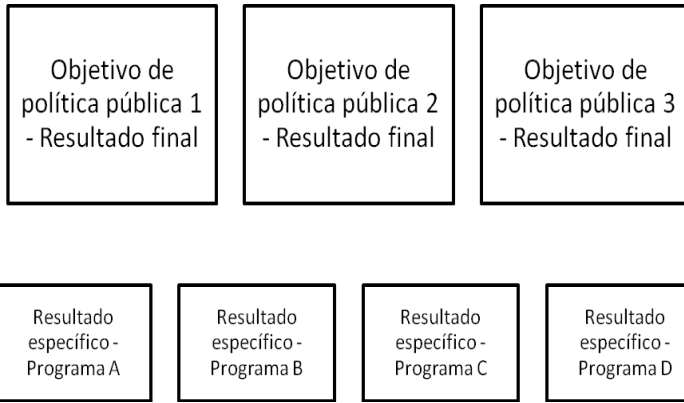 Objetivo de
política pública 1
- Resultado final
Objetivo de
política pública 2
- Resultado final
Objetivo de
política pública 3
- Resultado final
Resultado
específico -
Programa A
Resultado
específico -
Programa B
Resultado
específico -
Programa C
Resultado
específico -
Programa D